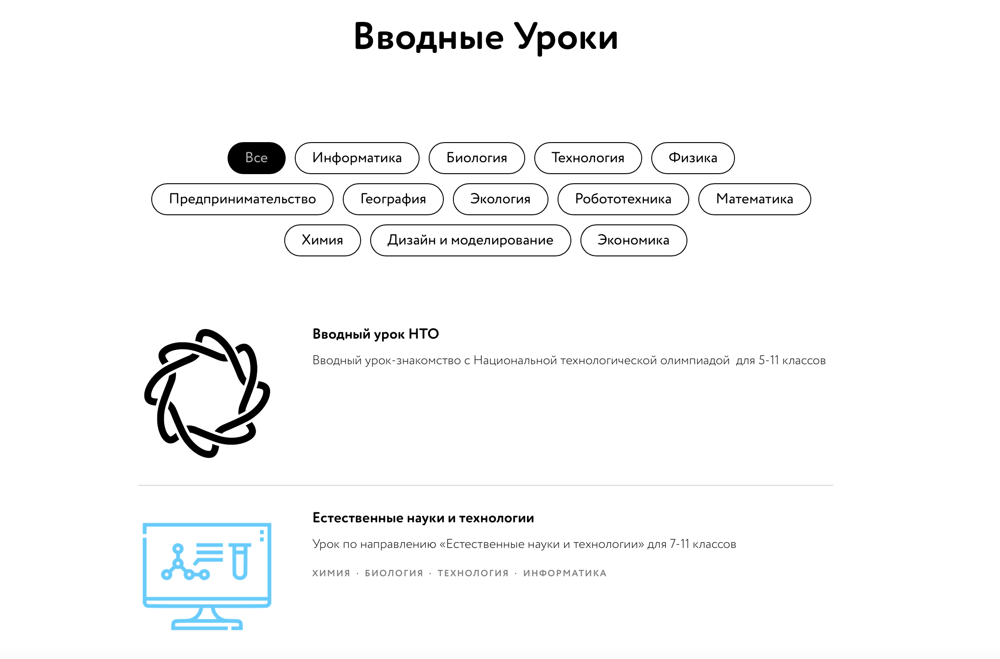 Вводные Уроки
Все Информатика Биология Технология Физика
Предпринимательство География Экология Робототехника Математика
Химия Дизайн и моделирование Экономика
Вводный урок НТО
Вводный урок-знакомство с Национальной технологической олимпиадой для 5-11 классов
Естественные науки и технологии
Урок по направлению «Естественные науки и технологии» для 7-11 классов
ХИМИЯ · БИОЛОГИЯ · ТЕХНОЛОГИЯ · ИНФОРМАТИКА